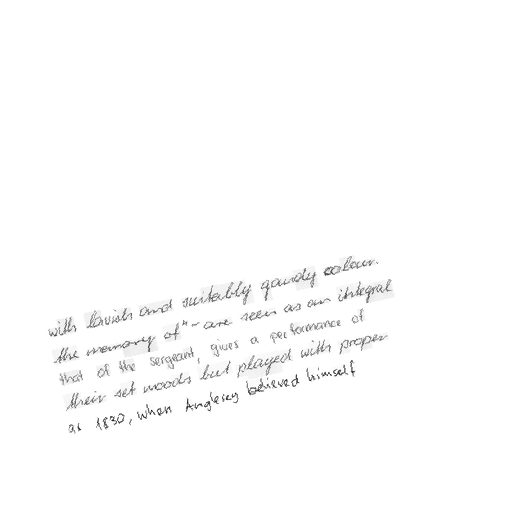 with lavish and suitably gaudy colour.
the memory of" - are seen as an integral
that of the sergeant, gives a performance of
their set moods but played with proper
as 1830, when Anglesey believed himself